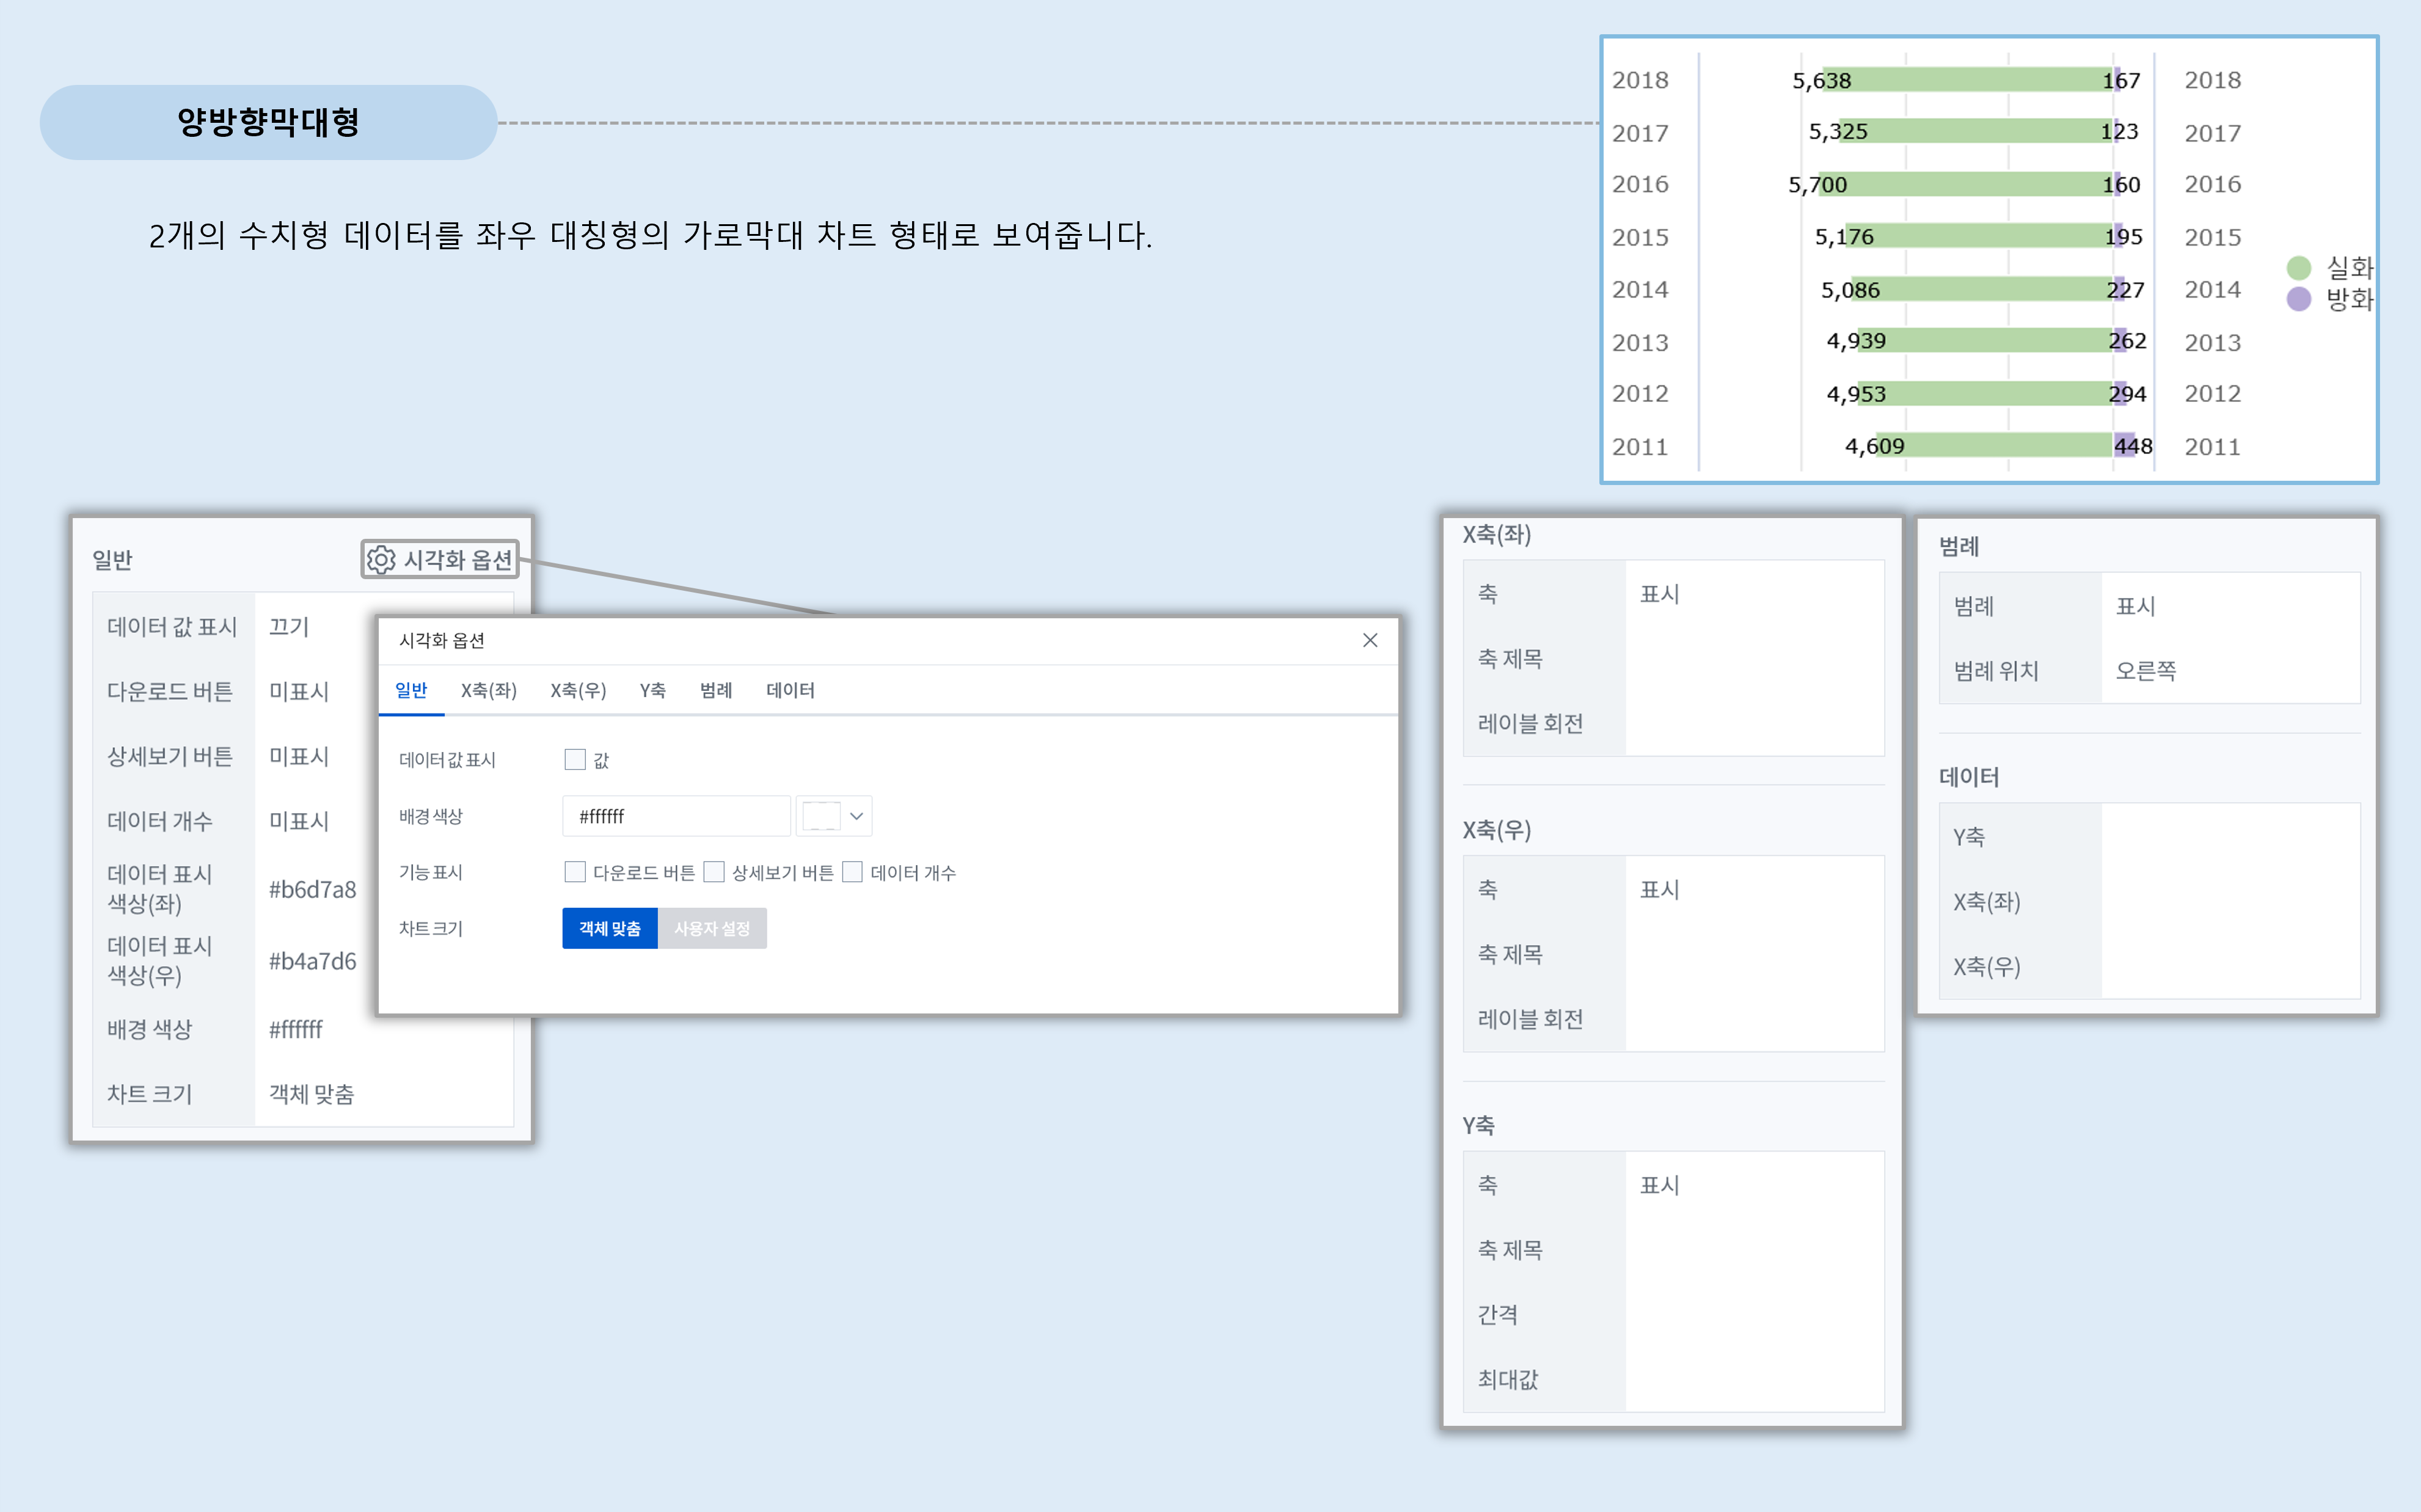 양방향막대형
2개의 수치형 데이터를 좌우 대칭형의 가로막대 차트 형태로 보여줍니다.
2018 5,638 167 2018
2017 5,325 123 2017
2016 5,700 160 2016
2015 5,176 195 2015
2014 5,086 227 2014
2013 4,939 262 2013
2012 4,953 294 2012
2011 4,609 448 2011
실화
방화
일반 시각화 옵션
데이터 값 표시 끄기
다운로드 버튼 미표시
상세보기 버튼 미표시
데이터 개수 미표시
데이터 표시
색상(좌) #b6d7a8
데이터 표시
색상(우) #b4a7d6
배경 색상 #ffffff
차트 크기 객체 맞춤
시각화 옵션
일반 X축(좌) X축(우) Y축 범례 데이터
데이터 값 표시 값
배경 색상 #ffffff
기능 표시 다운로드 버튼 상세보기 버튼 데이터 개수
차트 크기 객체 맞춤 사용자 설정
X축(좌)
축 표시
축 제목
레이블 회전
X축(우)
축 표시
축 제목
레이블 회전
Y축
축 표시
축 제목
간격
최대값
범례
범례 표시
범례 위치 오른쪽
데이터
Y축
X축(좌)
X축(우)